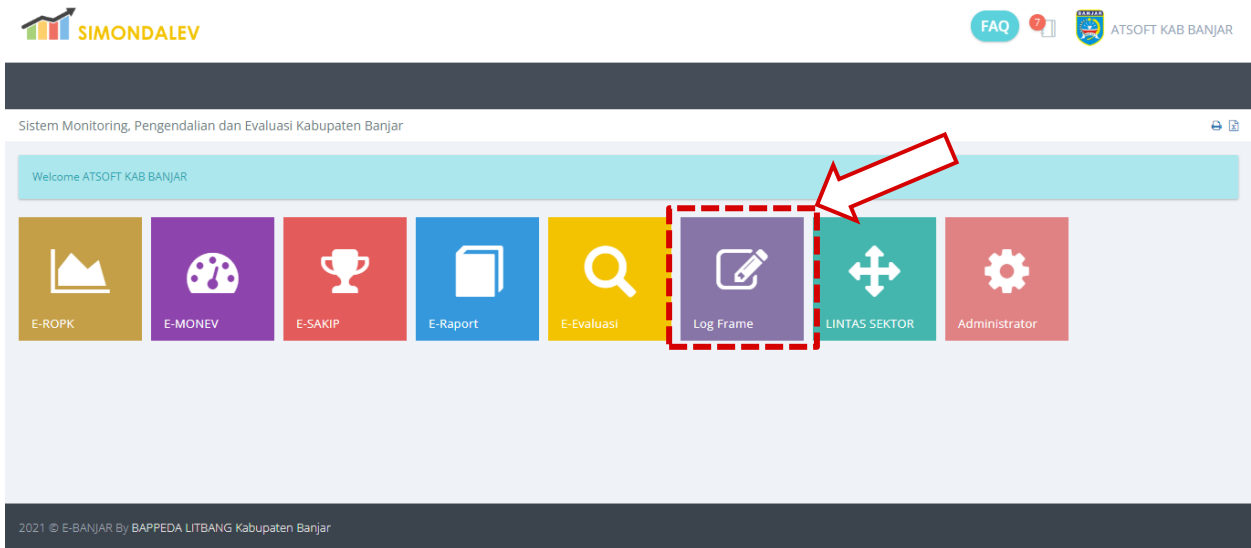 SIMONDALEV
FAQ
7
BANJAR
ATSOFT KAB BANJAR
Sistem Monitoring, Pengendalian dan Evaluasi Kabupaten Banjar
Welcome ATSOFT KAB BANJAR
E-ROPK
E-MONEV
E-SAKIP
E-Raport
E-Evaluasi
Log Frame
LINTAS SEKTOR
Administrator
2021 © E-BANJAR By BAPPEDA LITBANG Kabupaten Banjar